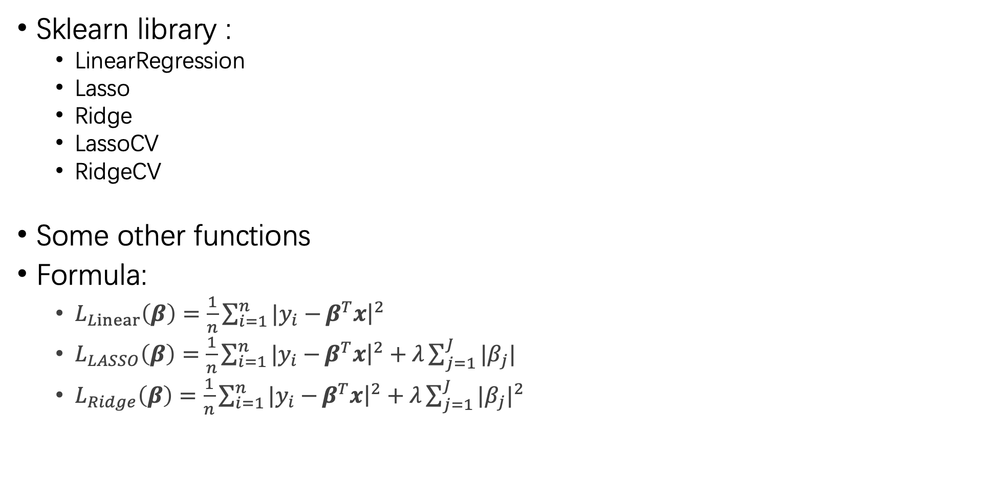 • Sklearn library :
• LinearRegression
• Lasso
• Ridge
• LassoCV
• RidgeCV
• Some other functions
• Formula:
• $L_{L\text{inear}}(\boldsymbol{\beta}) = \frac{1}{n}\sum_{i=1}^{n}|y_i - \boldsymbol{\beta}^T\boldsymbol{x}|^2$
• $L_{LASSO}(\boldsymbol{\beta}) = \frac{1}{n}\sum_{i=1}^{n}|y_i - \boldsymbol{\beta}^T\boldsymbol{x}|^2 + \lambda\sum_{j=1}^{J}|\beta_j|$
• $L_{Ridge}(\boldsymbol{\beta}) = \frac{1}{n}\sum_{i=1}^{n}|y_i - \boldsymbol{\beta}^T\boldsymbol{x}|^2 + \lambda\sum_{j=1}^{J}|\beta_j|^2$